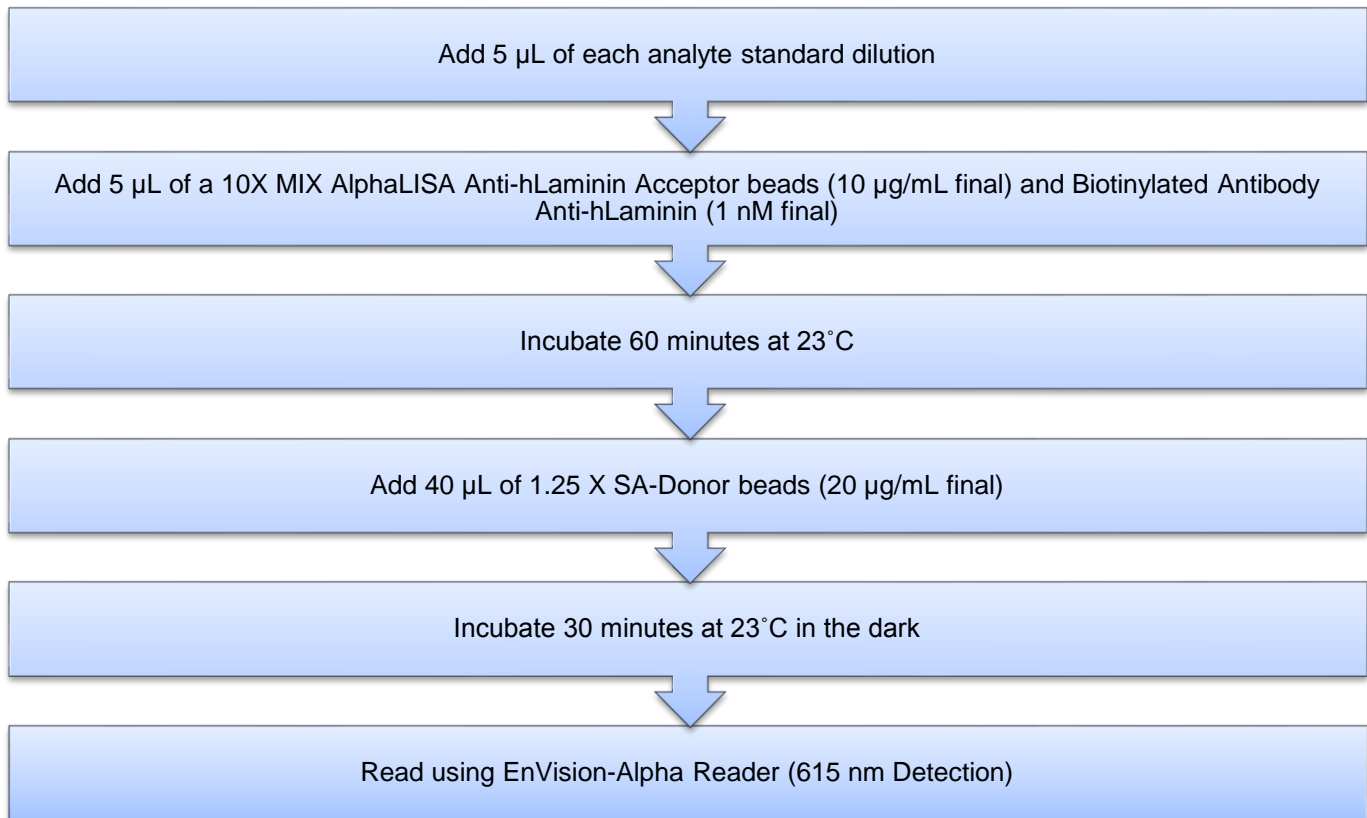 Add 5 µL of each analyte standard dilution
Add 5 µL of a 10X MIX AlphaLISA Anti-hLaminin Acceptor beads (10 µg/mL final) and Biotinylated Antibody
Anti-hLaminin (1 nM final)
Incubate 60 minutes at 23˚C
Add 40 µL of 1.25 X SA-Donor beads (20 µg/mL final)
Incubate 30 minutes at 23˚C in the dark
Read using EnVision-Alpha Reader (615 nm Detection)